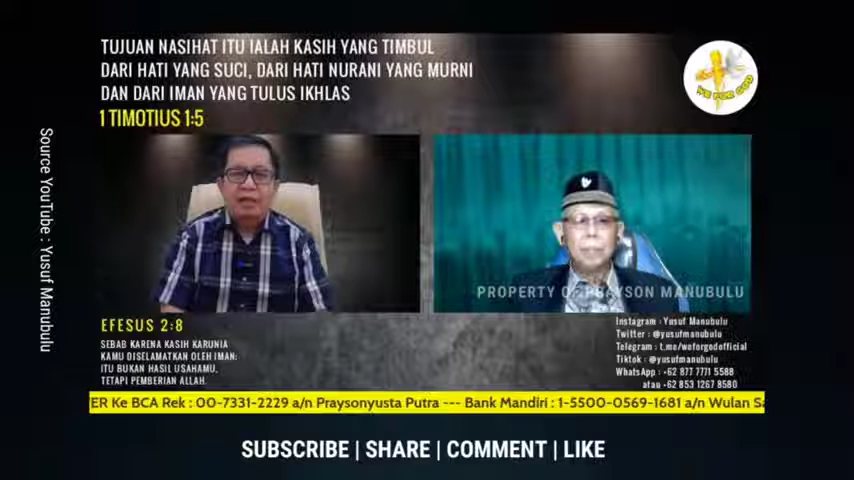 TUJUAN NASIHAT ITU IALAH KASIH YANG TIMBUL
DARI HATI YANG SUCI, DARI HATI NURANI YANG MURNI
DAN DARI IMAN YANG TULUS IKHLAS
1 TIMOTIUS 1:5
WE FOR GOD
Source YouTube : Yusuf Manubulu
PROPERTY OF PRAYSON MANUBULU
EFESUS 2:8
SEBAB KARENA KASIH KARUNIA
KAMU DISELAMATKAN OLEH IMAN;
ITU BUKAN HASIL USAHAMU,
TETAPI PEMBERIAN ALLAH.
Instagram : Yusuf Manubulu
Twitter : @yusufmanubulu
Telegram : t.me/weforgodofficial
Tiktok : @yusufmanubulu
WhatsApp : +62 877 7771 5588
atau +62 853 1267 8580
ER Ke BCA Rek : 00-7331-2229 a/n Praysonyusta Putra --- Bank Mandiri : 1-5500-0569-1681 a/n Wulan Sa
SUBSCRIBE | SHARE | COMMENT | LIKE